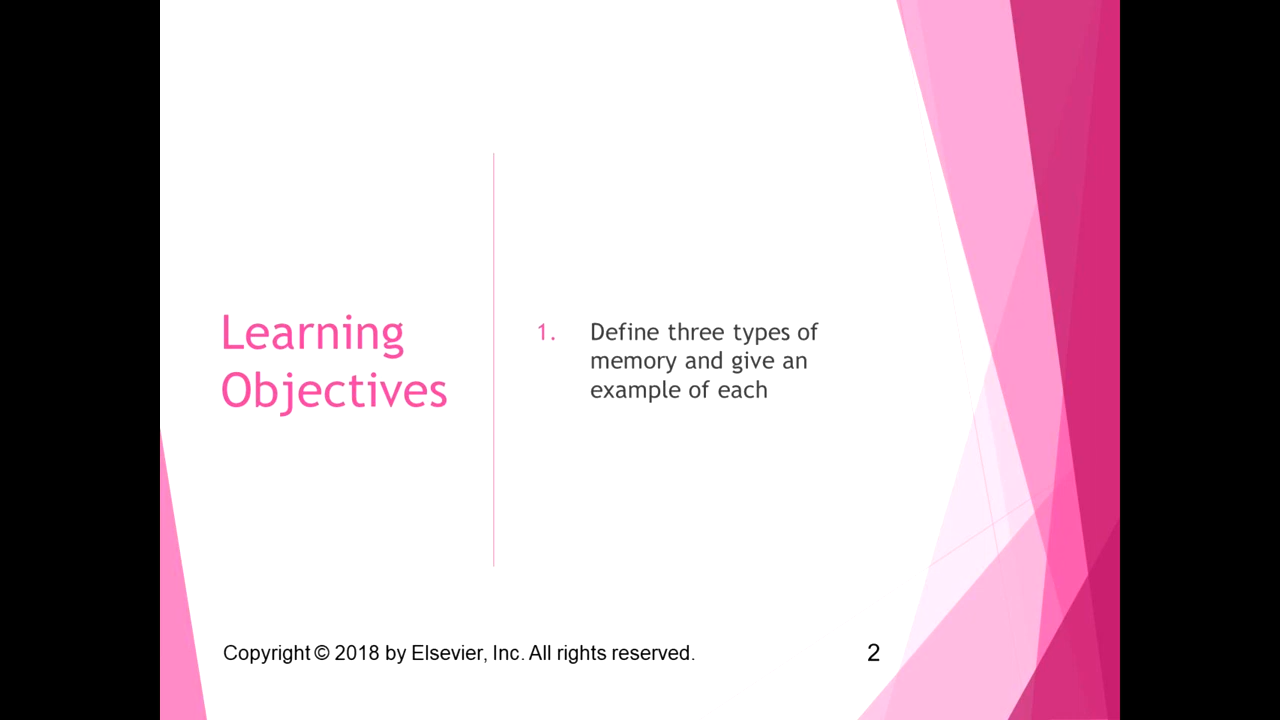 Learning
Objectives
1. Define three types of
memory and give an
example of each
Copyright © 2018 by Elsevier, Inc. All rights reserved.
2